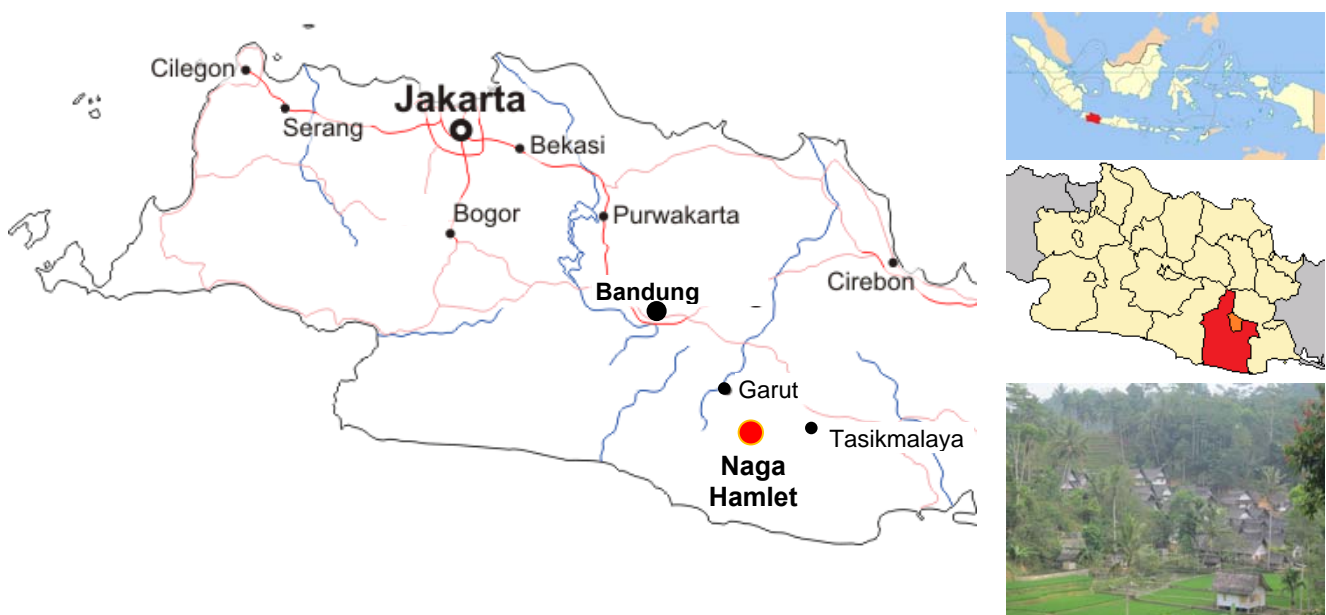 Cilegon
Jakarta
Serang
Bekasi
Bogor
Purwakarta
Cirebon
Bandung
Garut
Tasikmalaya
Naga
Hamlet